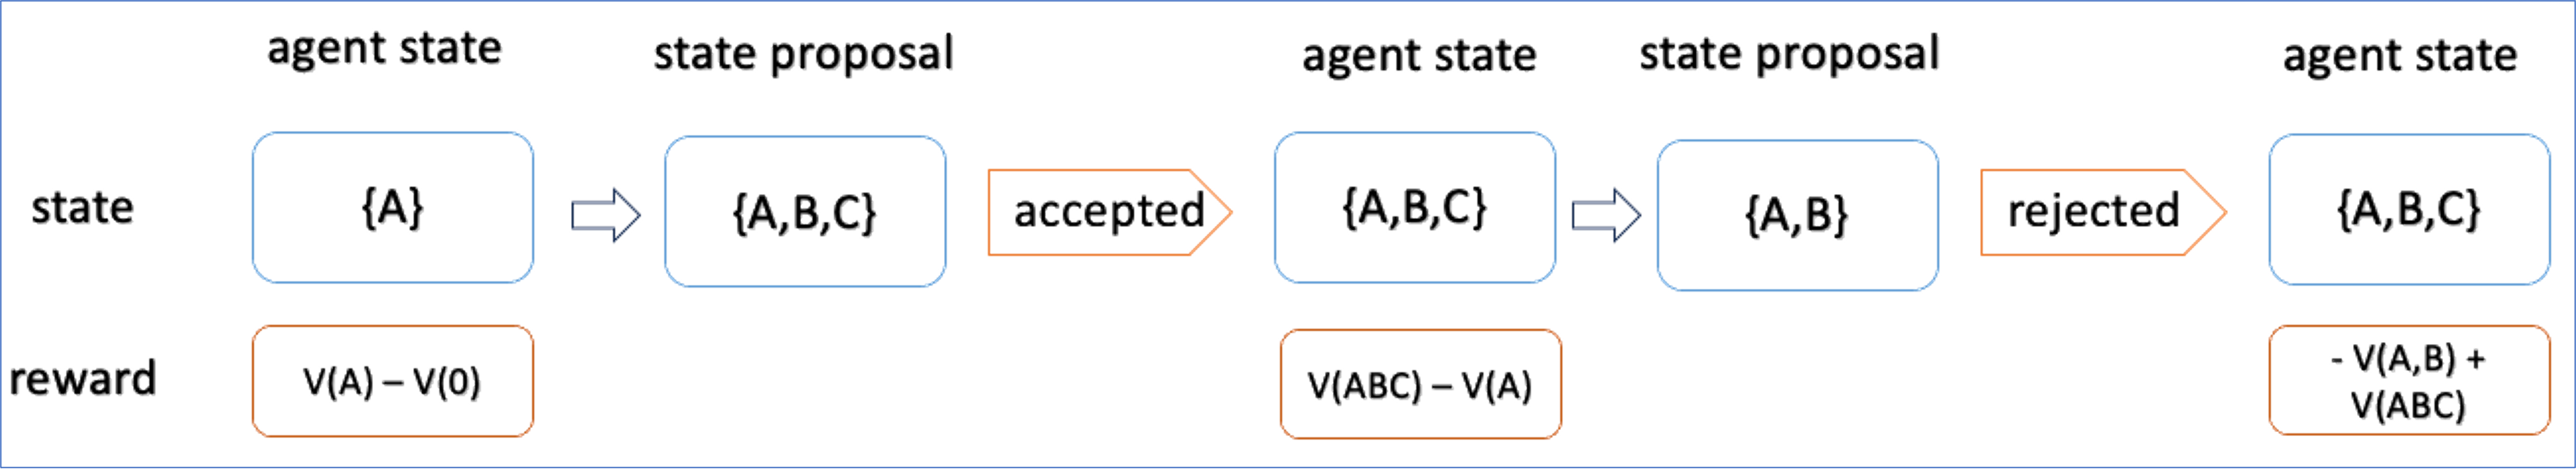 agent state
state proposal
agent state
state proposal
agent state
state
{A}
{A,B,C}
accepted
{A,B,C}
{A,B}
rejected
{A,B,C}
reward
V(A) – V(0)
V(ABC) – V(A)
- V(A,B) +
V(ABC)